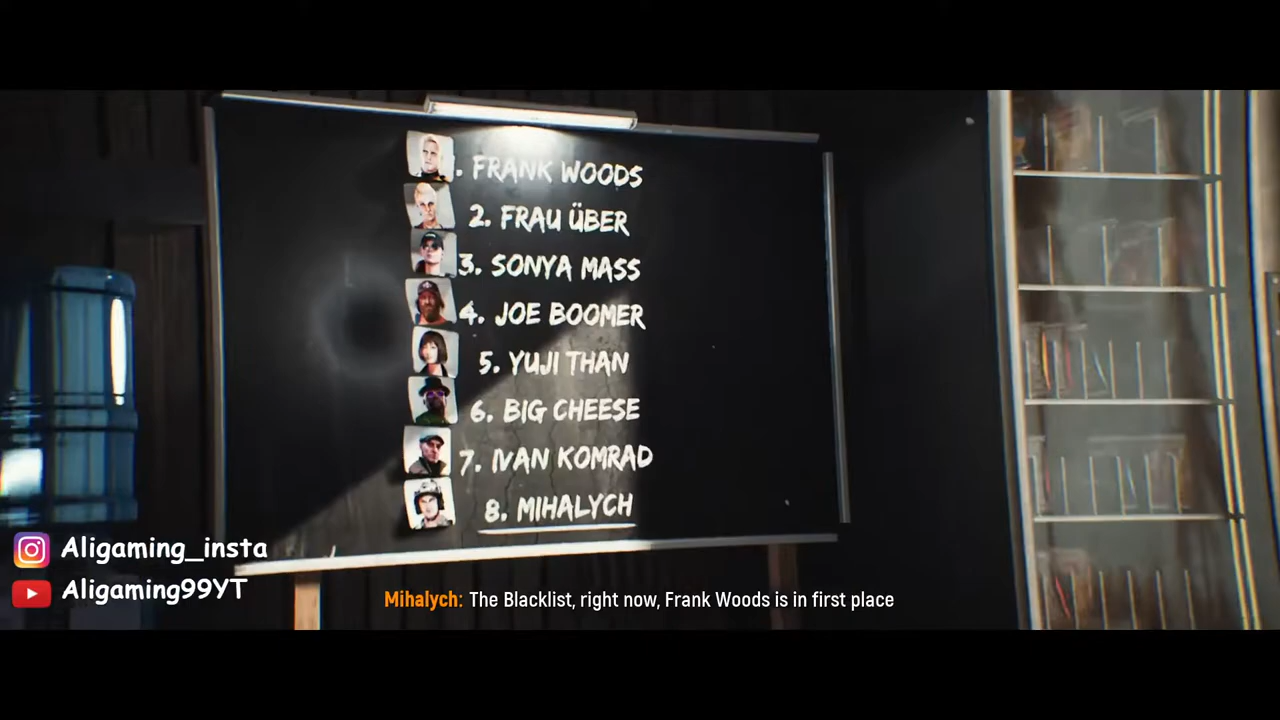 . FRANK WOODS
2. FRAU ÜBER
3. SONYA MASS
4. JOE BOOMER
5. YUJI THAN
6. BIG CHEESE
7. IVAN KOMRAD
8. MIHALYCH
Aligaming_insta
Aligaming99YT
Mihalych: The Blacklist, right now, Frank Woods is in first place